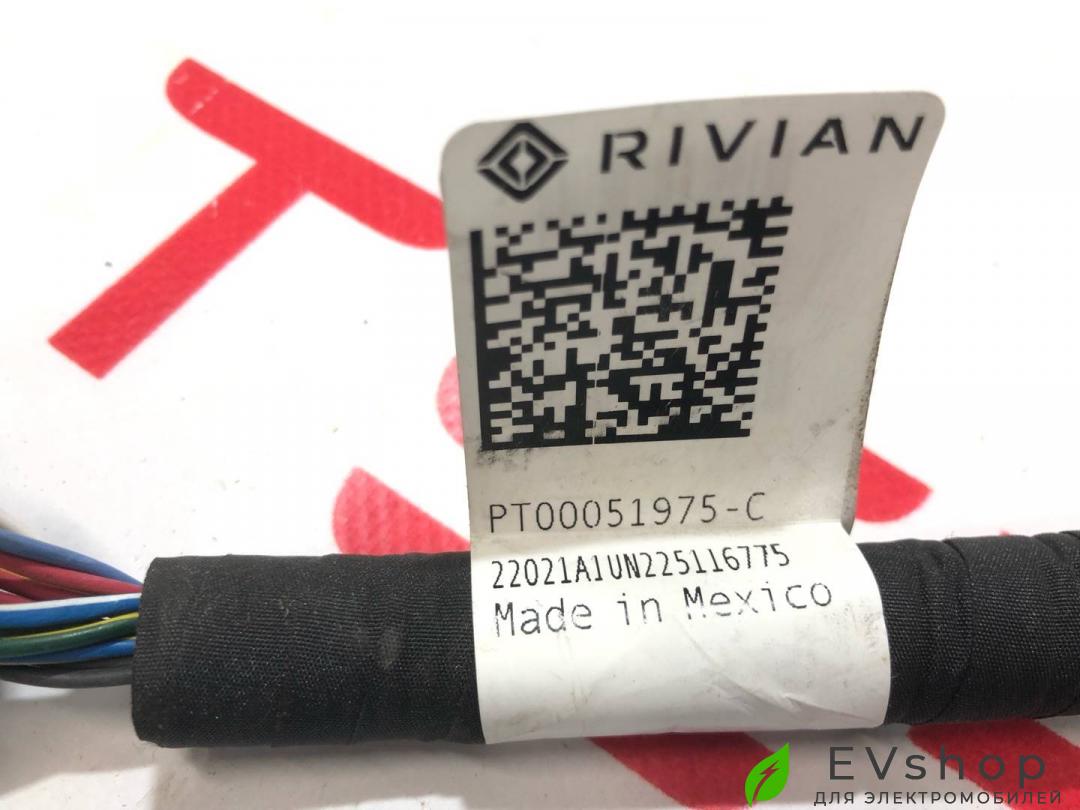 RIVIAN
PT00051975-C
22021A1UN225116775
Made in Mexico
EVshop
ДЛЯ ЭЛЕКТРОМОБИЛЕЙ